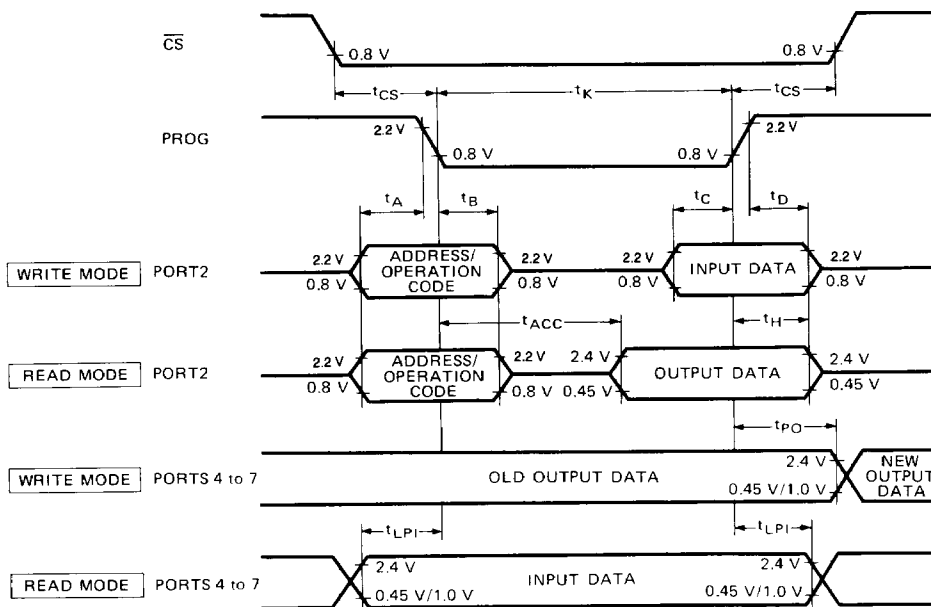 CS
0.8 V
0.8 V
tCS
tK
tCS
PROG
2.2 V
2.2 V
0.8 V
0.8 V
tA
tB
tC
tD
WRITE MODE PORT2
2.2 V
0.8 V
ADDRESS/
OPERATION
CODE
2.2 V
0.8 V
2.2 V
0.8 V
INPUT DATA
2.2 V
0.8 V
tACC
tH
READ MODE PORT2
2.2 V
0.8 V
ADDRESS/
OPERATION
CODE
2.2 V
0.8 V
2.4 V
0.45 V
OUTPUT DATA
2.4 V
0.45 V
tPO
WRITE MODE PORTS 4 to 7
OLD OUTPUT DATA
2.4 V
0.45 V/1.0 V
NEW
OUTPUT
DATA
tLPI
tLPI
READ MODE PORTS 4 to 7
2.4 V
0.45 V/1.0 V
INPUT DATA
2.4 V
0.45 V/1.0 V